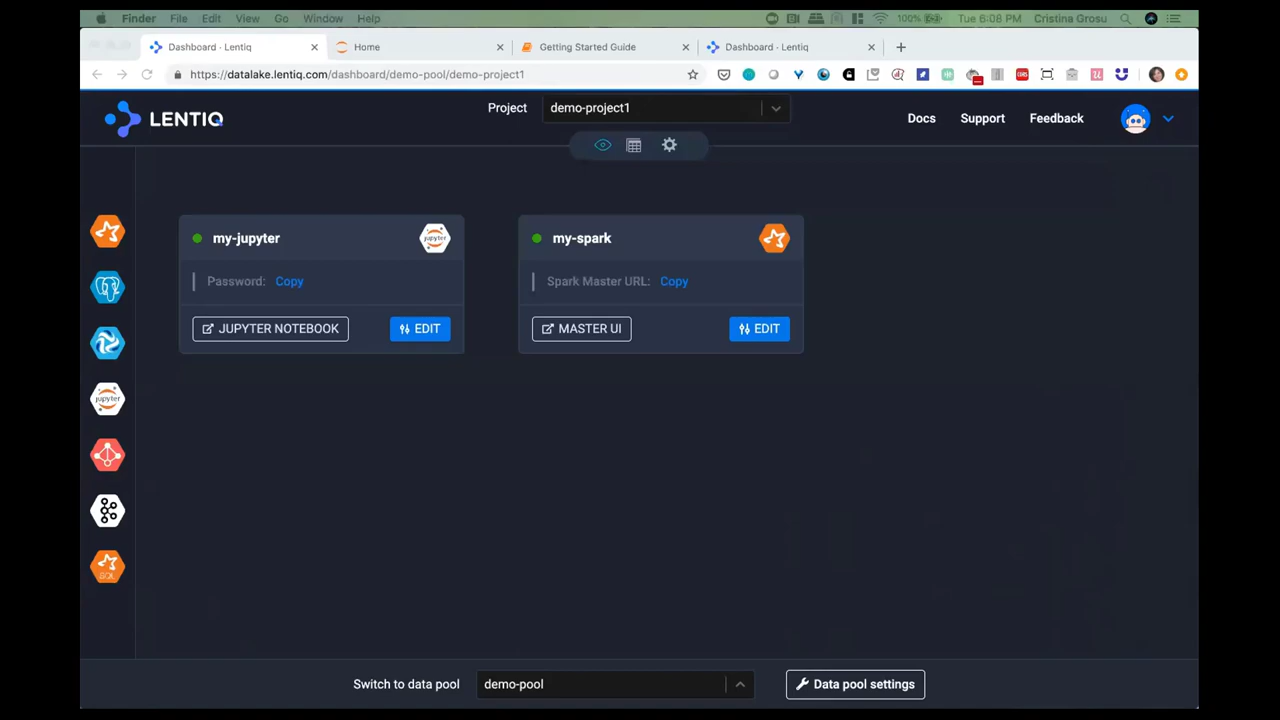 Finder File Edit View Go Window Help 100% Tue 6:08 PM Cristina Grosu
Dashboard · Lentiq Home Getting Started Guide Dashboard · Lentiq
https://datalake.lentiq.com/dashboard/demo-pool/demo-project1
LENTIQ
Project demo-project1
Docs Support Feedback
my-jupyter
jupyter
Password: Copy
JUPYTER NOTEBOOK EDIT
my-spark
Spark Master URL: Copy
MASTER UI EDIT
jupyter
SQL
Switch to data pool demo-pool Data pool settings